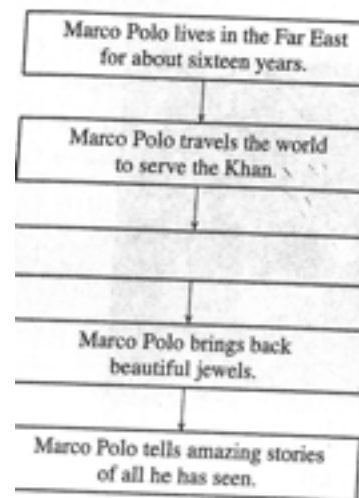 Marco Polo lives in the Far East
for about sixteen years.
Marco Polo travels the world
to serve the Khan.
Marco Polo brings back
beautiful jewels.
Marco Polo tells amazing stories
of all he has seen.